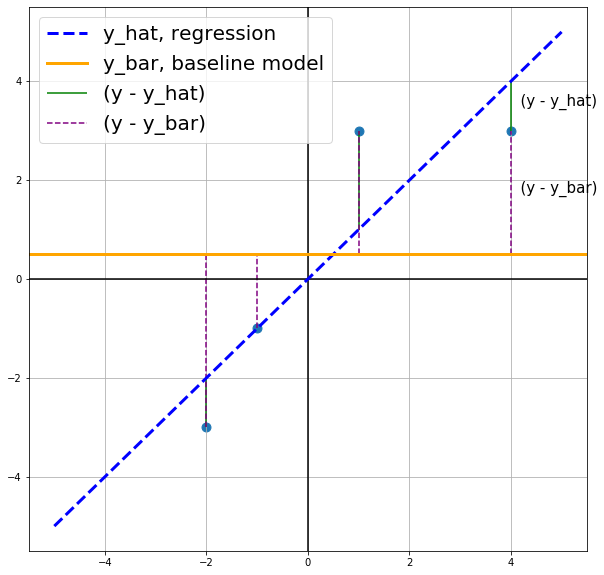 y_hat, regression
y_bar, baseline model
(y - y_hat)
(y - y_bar)
(y - y_hat)
(y - y_bar)
4
2
0
−2
−4
−4 −2 0 2 4